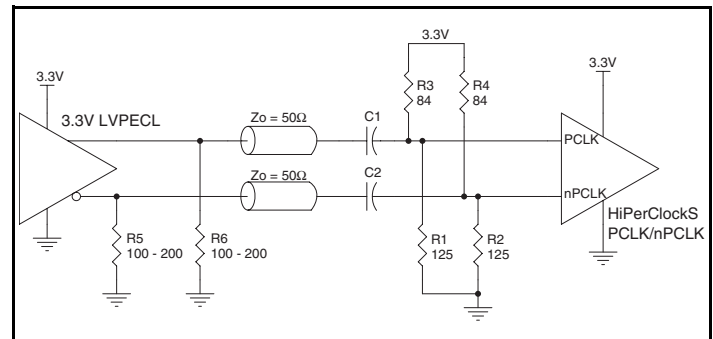 3.3V
3.3V
R3
84
R4
84
3.3V
3.3V LVPECL
Zo = 50Ω
C1
PCLK
Zo = 50Ω
C2
nPCLK
HiPerClockS
PCLK/nPCLK
R5
100 - 200
R6
100 - 200
R1
125
R2
125